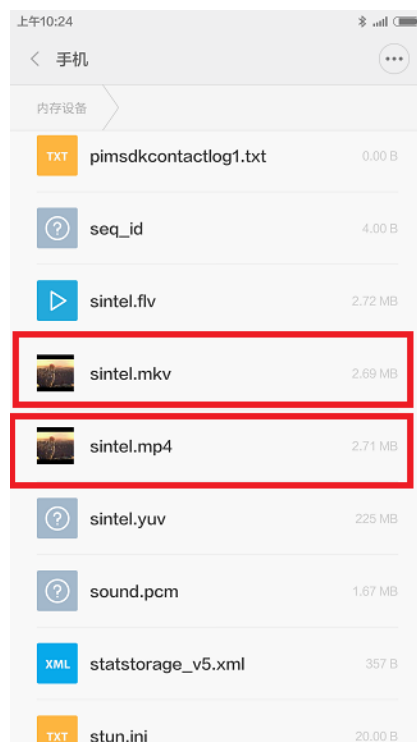 上午10:24
手机
内存设备
TXT pimsdkcontactlog1.txt 0.00 B
seq_id 4.00 B
sintel.flv 2.72 MB
sintel.mkv 2.69 MB
sintel.mp4 2.71 MB
sintel.yuv 225 MB
sound.pcm 1.67 MB
XML statstorage_v5.xml 357 B
TXT stun.ini 20.00 B